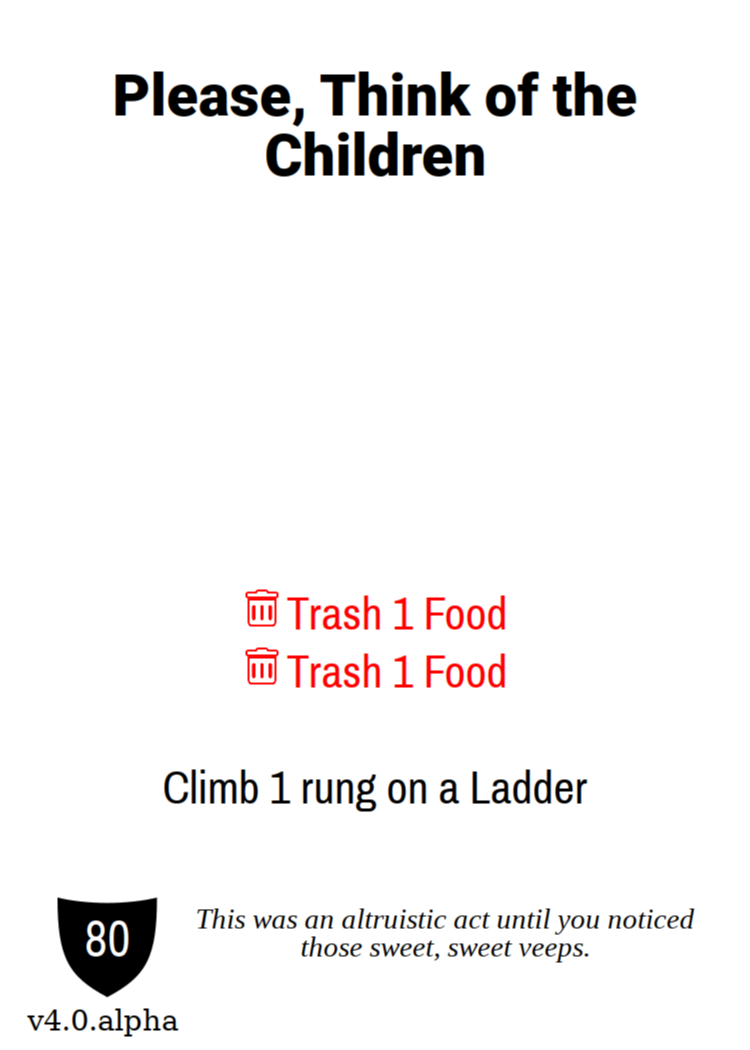 Please, Think of the
Children
Trash 1 Food
Trash 1 Food
Climb 1 rung on a Ladder
80
This was an altruistic act until you noticed
those sweet, sweet veeps.
v4.0.alpha